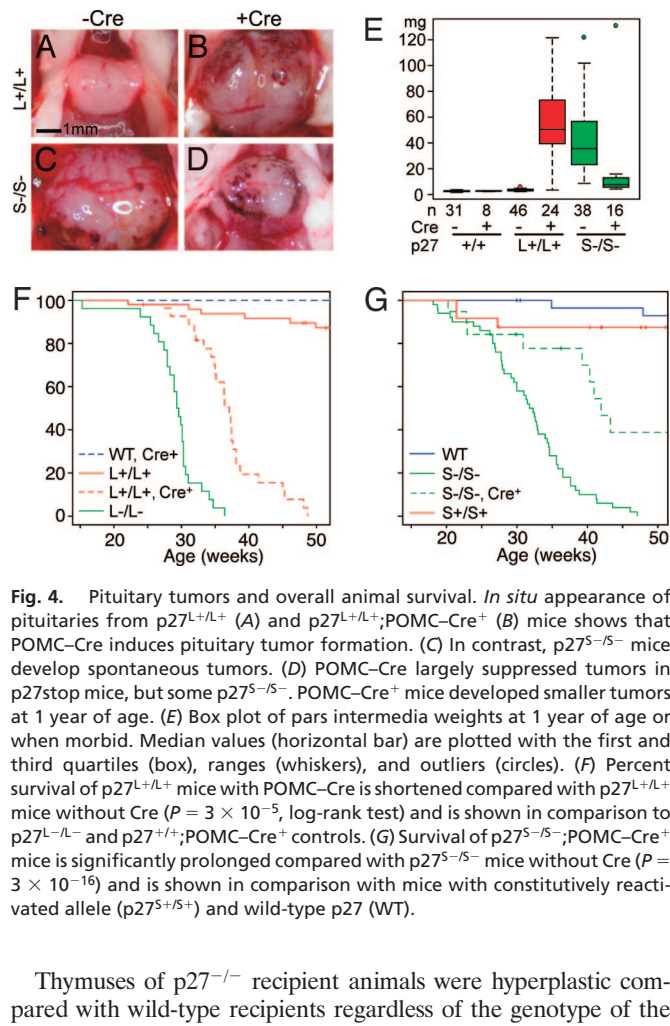 -Cre +Cre
A B
L+/L+
1mm
C D
S-/S-
E
mg
120
100
80
60
40
20
0
n 31 8 46 24 38 16
Cre - + - + - +
p27 +/+ L+/L+ S-/S-
F
100
80
60
40
20
0
WT, Cre+
L+/L+
L+/L+, Cre+
L-/L-
20 30 40 50
Age (weeks)
G
100
80
60
40
20
0
WT
S-/S-
S-/S-, Cre+
S+/S+
20 30 40 50
Age (weeks)
Fig. 4. Pituitary tumors and overall animal survival. In situ appearance of
pituitaries from p27L+/L+ (A) and p27L+/L+;POMC–Cre+ (B) mice shows that
POMC–Cre induces pituitary tumor formation. (C) In contrast, p27S−/S− mice
develop spontaneous tumors. (D) POMC–Cre largely suppressed tumors in
p27stop mice, but some p27S−/S−. POMC–Cre+ mice developed smaller tumors
at 1 year of age. (E) Box plot of pars intermedia weights at 1 year of age or
when morbid. Median values (horizontal bar) are plotted with the first and
third quartiles (box), ranges (whiskers), and outliers (circles). (F) Percent
survival of p27L+/L+ mice with POMC–Cre is shortened compared with p27L+/L+
mice without Cre (P = 3 × 10−5, log-rank test) and is shown in comparison to
p27L−/L− and p27+/+;POMC–Cre+ controls. (G) Survival of p27S−/S−;POMC–Cre+
mice is significantly prolonged compared with p27S−/S− mice without Cre (P =
3 × 10−16) and is shown in comparison with mice with constitutively reacti-
vated allele (p27S+/S+) and wild-type p27 (WT).
Thymuses of p27−/− recipient animals were hyperplastic com-
pared with wild-type recipients regardless of the genotype of the